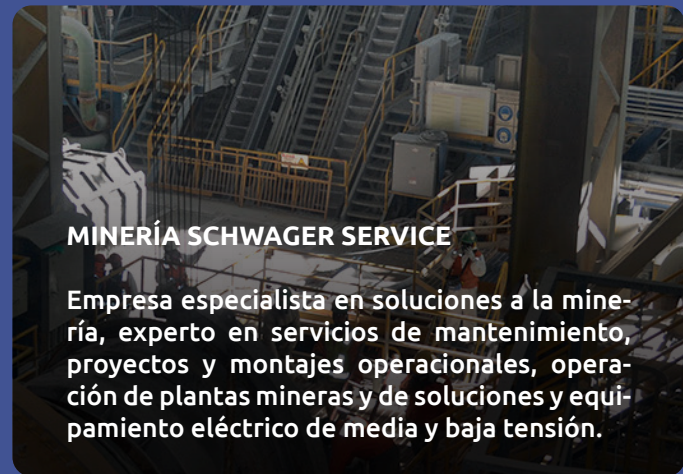 MINERÍA SCHWAGER SERVICE
Empresa especialista en soluciones a la mine-
ría, experto en servicios de mantenimiento,
proyectos y montajes operacionales, opera-
ción de plantas mineras y de soluciones y equi-
pamiento eléctrico de media y baja tensión.